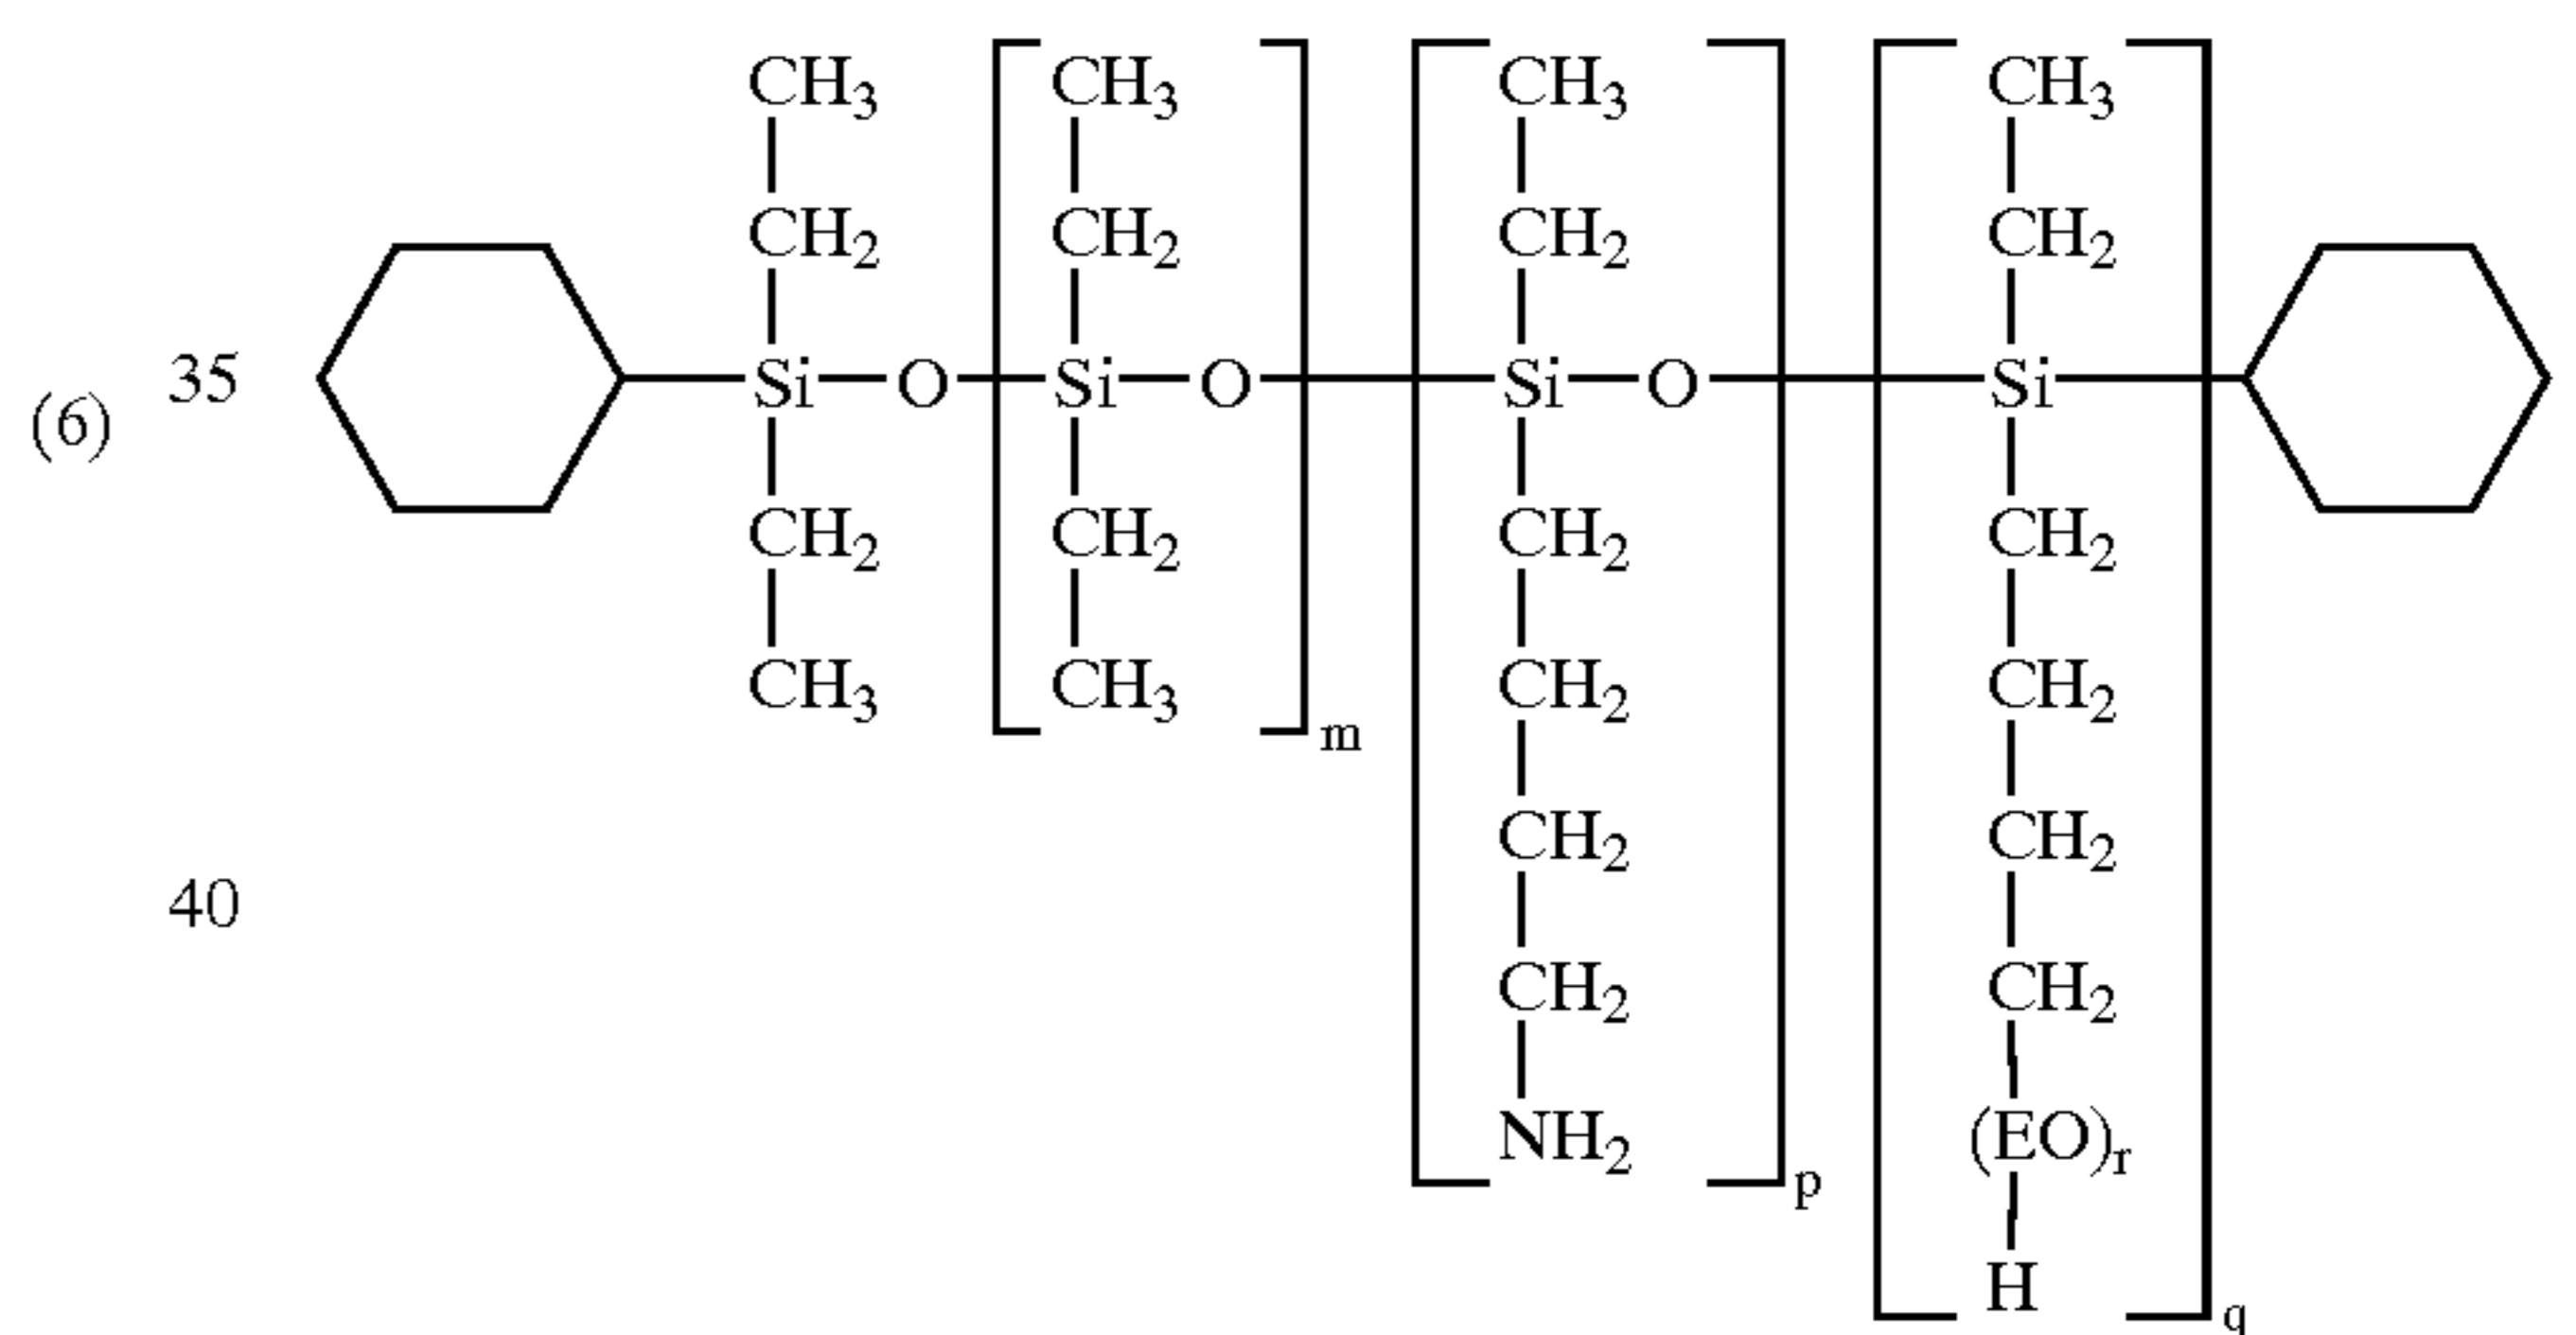 CH3 CH3 CH3 CH3
CH2 CH2 CH2 CH2
(6) 35 Si O Si O Si O Si
CH2 CH2 CH2 CH2
CH3 CH3 CH2 CH2
m
CH2 CH2
40 CH2 CH2
NH2 (EO)r
p
H
q